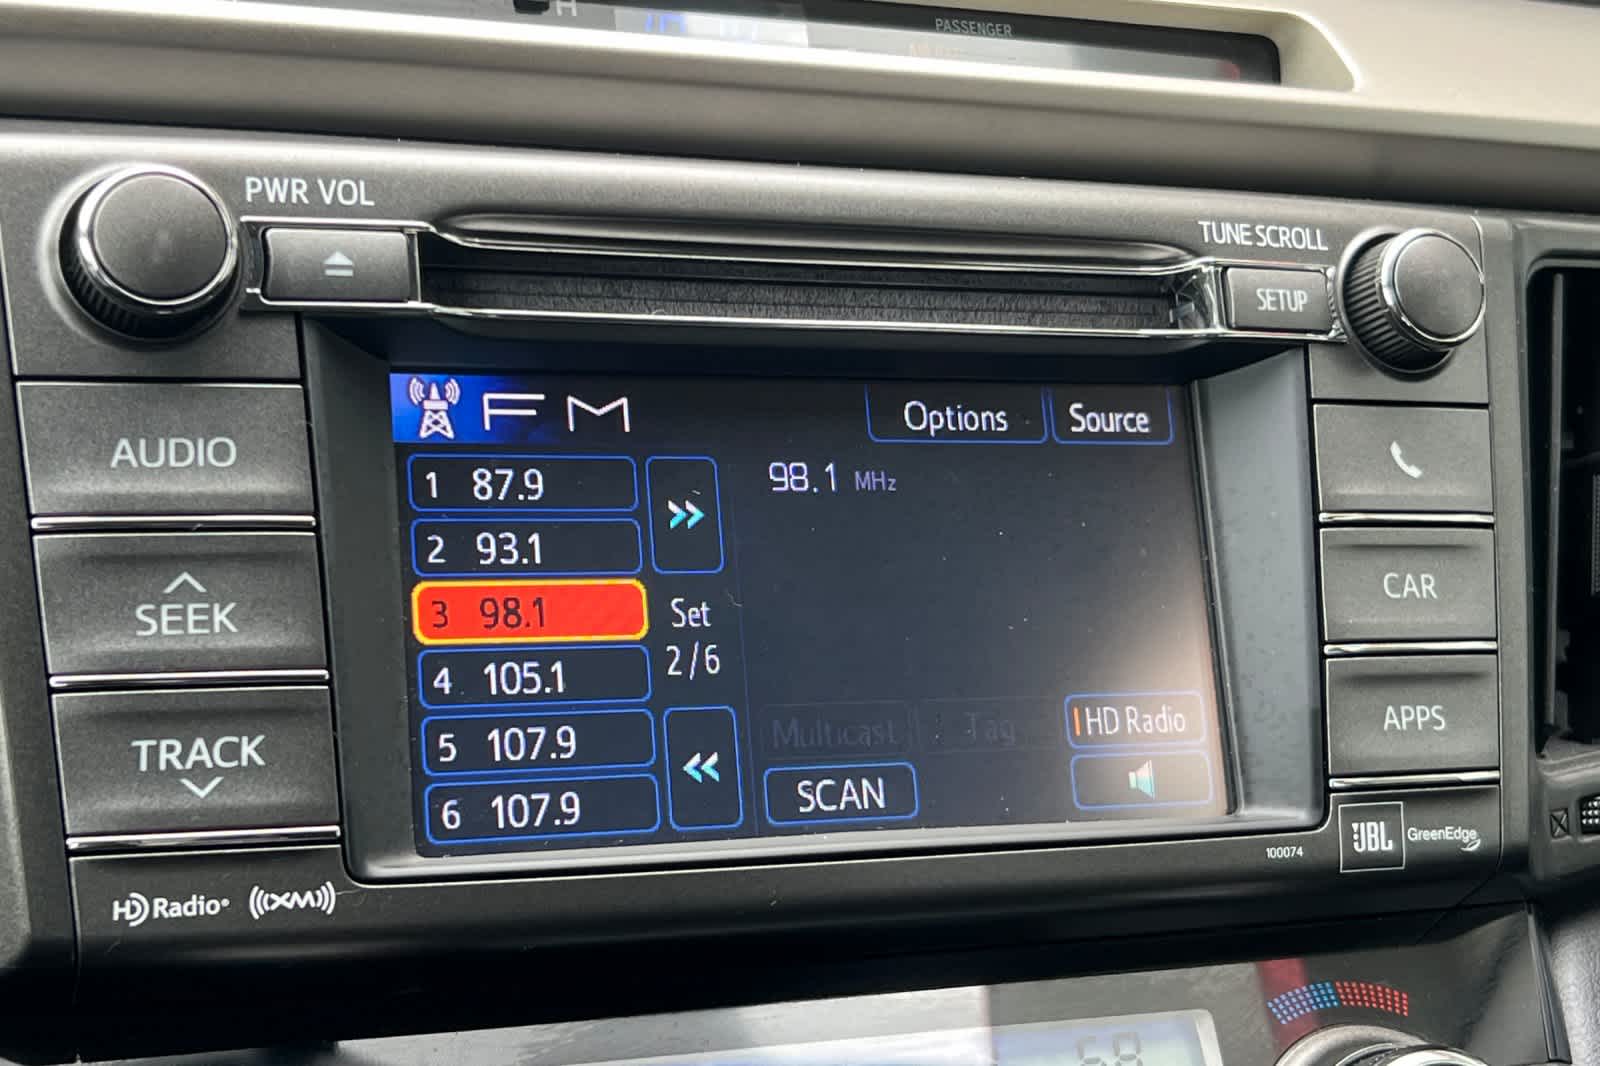 PASSENGER
PWR VOL
TUNE SCROLL
SETUP
AUDIO
SEEK
TRACK
FM
Options
Source
1 87.9
2 93.1
3 98.1
4 105.1
5 107.9
6 107.9
Set
2/6
98.1 MHz
Multicast
Tag
HD Radio
SCAN
CAR
APPS
100074
JBL GreenEdge
HD Radio
((XM))
68